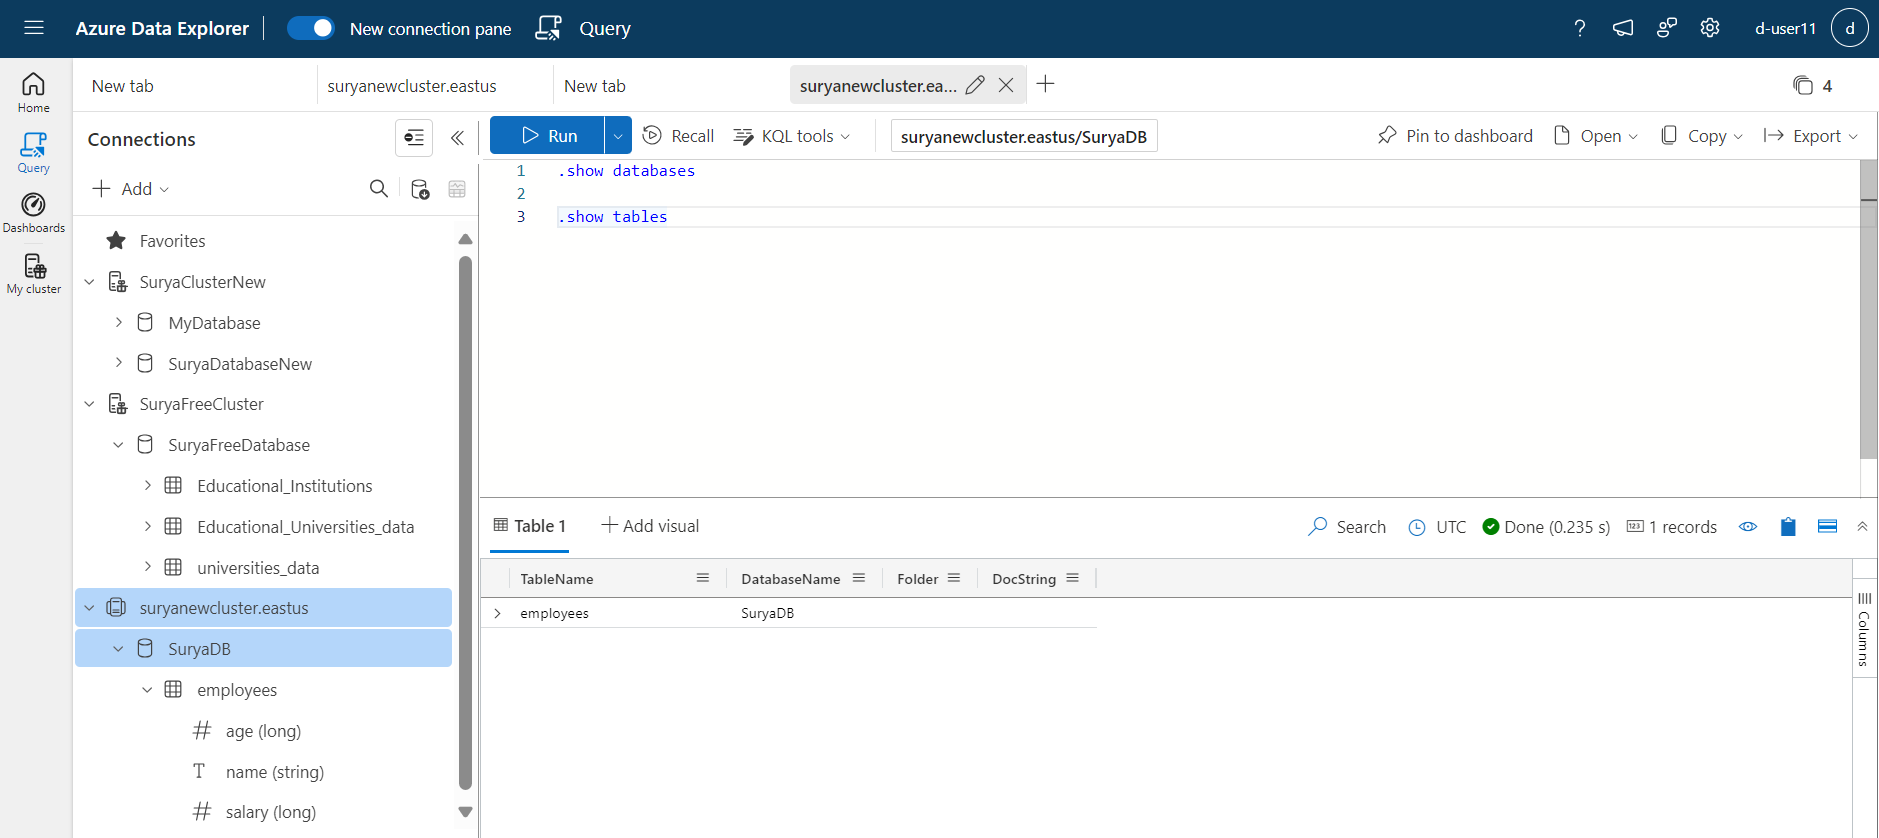 Azure Data Explorer New connection pane Query ? d-user11 d
New tab suryanewcluster.eastus New tab suryanewcluster.ea... 4
Home
Query
Dashboards
My cluster
Connections
Add
Favorites
SuryaClusterNew
MyDatabase
SuryaDatabaseNew
SuryaFreeCluster
SuryaFreeDatabase
Educational_Institutions
Educational_Universities_data
universities_data
suryanewcluster.eastus
SuryaDB
employees
# age (long)
T name (string)
# salary (long)
Run Recall KQL tools suryanewcluster.eastus/SuryaDB Pin to dashboard Open Copy Export
1 .show databases
2
3 .show tables
Table 1 Add visual Search UTC Done (0.235 s) 123 1 records
TableName DatabaseName Folder DocString
employees SuryaDB
Columns